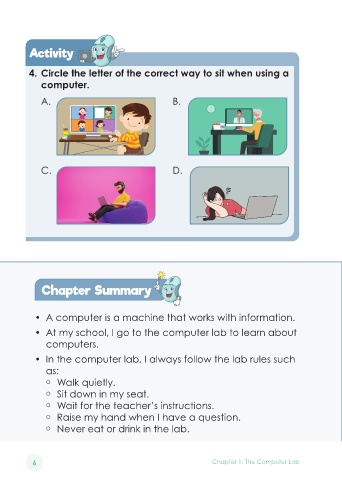 Activity
4. Circle the letter of the correct way to sit when using a
computer.
A.
B.
C.
D.
Chapter Summary
• A computer is a machine that works with information.
• At my school, I go to the computer lab to learn about
computers.
• In the computer lab, I always follow the lab rules such
as:
○ Walk quietly.
○ Sit down in my seat.
○ Wait for the teacher's instructions.
○ Raise my hand when I have a question.
○ Never eat or drink in the lab.
6
Chapter 1: The Computer Lab